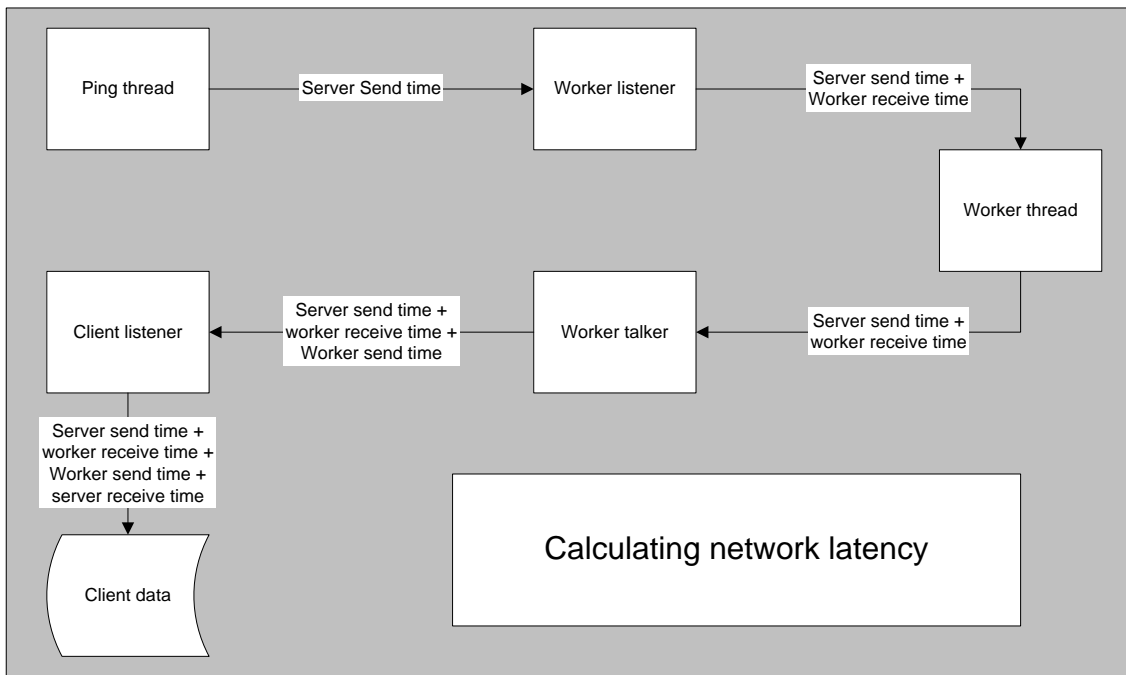 Ping thread
Server Send time
Worker listener
Server send time +
Worker receive time
Worker thread
Server send time +
worker receive time
Worker talker
Server send time +
worker receive time +
Worker send time
Client listener
Server send time +
worker receive time +
Worker send time +
server receive time
Client data
Calculating network latency